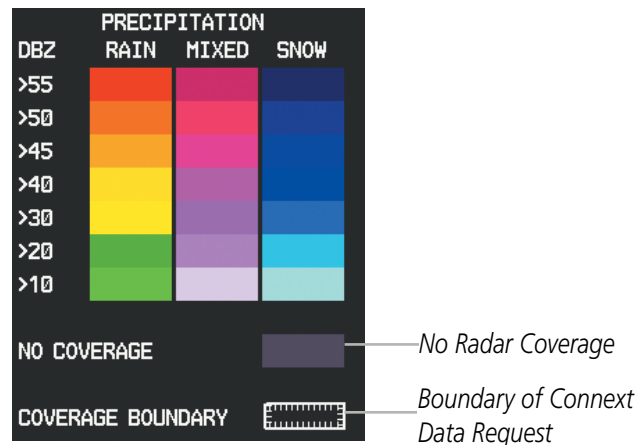 PRECIPITATION
DBZ RAIN MIXED SNOW
>55
>50
>45
>40
>30
>20
>10
NO COVERAGE
No Radar Coverage
COVERAGE BOUNDARY
Boundary of Connext
Data Request